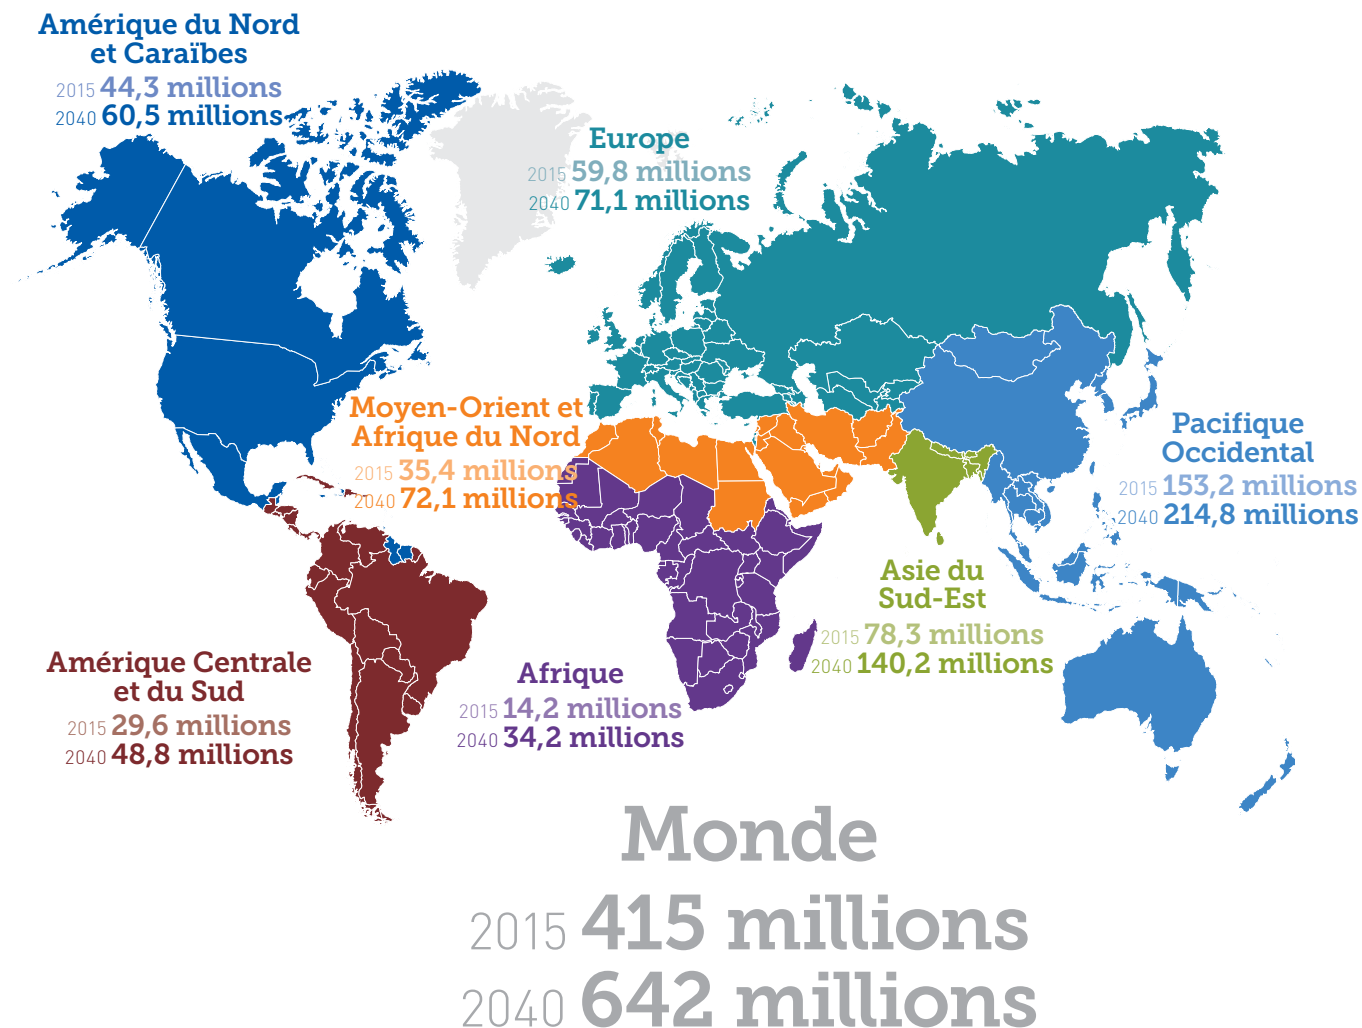 Amérique du Nord
et Caraïbes
2015 44,3 millions
2040 60,5 millions
Europe
2015 59,8 millions
2040 71,1 millions
Moyen-Orient et
Afrique du Nord
2015 35,4 millions
2040 72,1 millions
Pacifique
Occidental
2015 153,2 millions
2040 214,8 millions
Asie du
Sud-Est
2015 78,3 millions
2040 140,2 millions
Amérique Centrale
et du Sud
2015 29,6 millions
2040 48,8 millions
Afrique
2015 14,2 millions
2040 34,2 millions
Monde
2015 415 millions
2040 642 millions